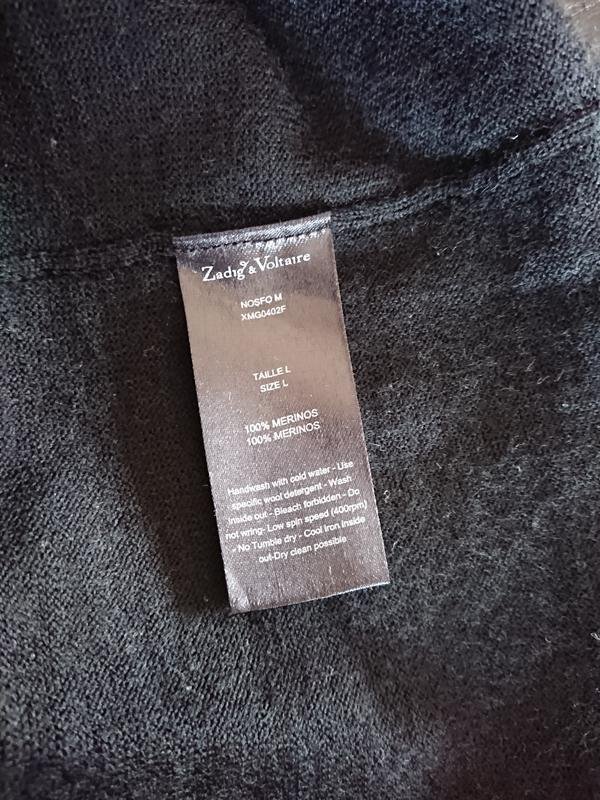 Zadig & Voltaire
NOSFO M
XMG0402F
TAILLE L
SIZE L
100% MERINOS
100% MERINOS
Handwash with cold water - Use
specific wool detergent - Wash
inside out - Bleach forbidden - Do
not wring- Low spin speed (400rpm)
- No Tumble dry - Cool Iron inside
out-Dry clean possible